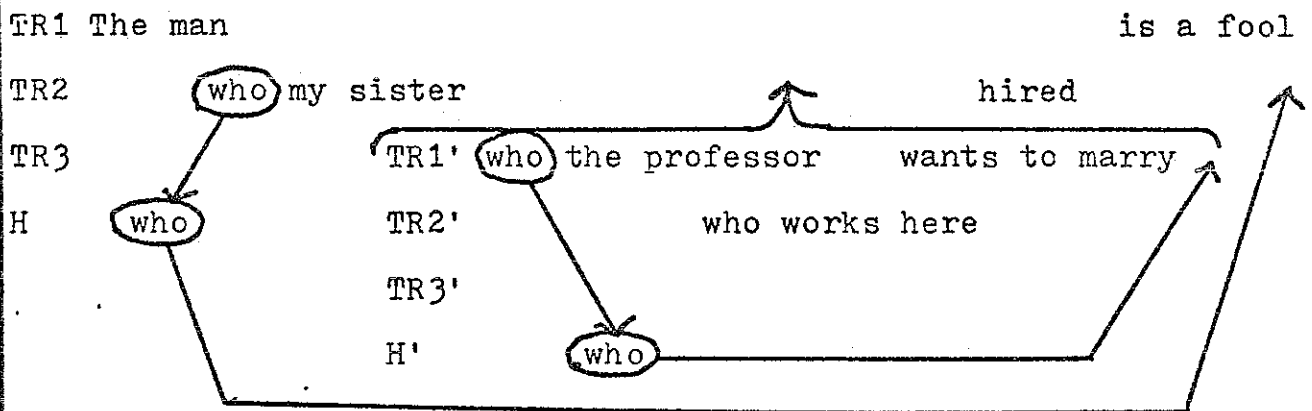 TR1 The man is a fool
TR2 who my sister hired
TR3 TR1' who the professor wants to marry
H who TR2' who works here
TR3'
H' who